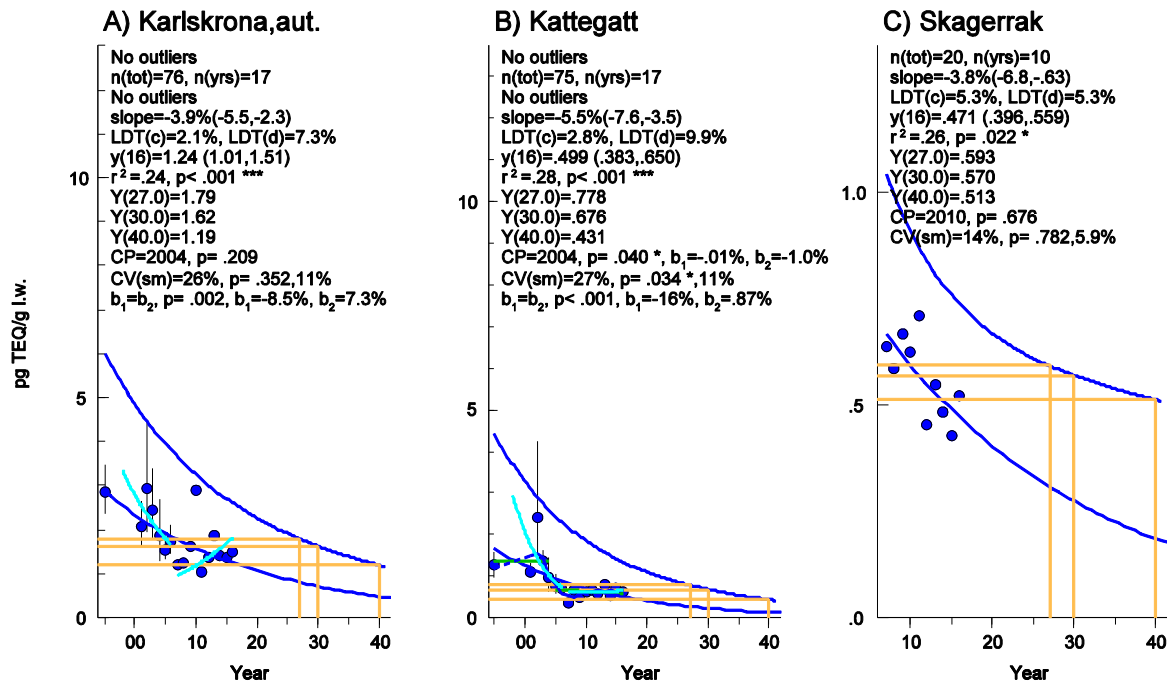 A) Karlskrona,aut.
No outliers
n(tot)=76, n(yrs)=17
No outliers
slope=-3.9%(-5.5,-2.3)
LDT(c)=2.1%, LDT(d)=7.3%
y(16)=1.24 (1.01,1.51)
r²=.24, p< .001 ***
Y(27.0)=1.79
Y(30.0)=1.62
Y(40.0)=1.19
CP=2004, p= .209
CV(sm)=26%, p= .352,11%
b₁=b₂, p= .002, b₁=-8.5%, b₂=7.3%
pg TEQ/g l.w.
10
5
0
00 10 20 30 40
Year
B) Kattegatt
No outliers
n(tot)=75, n(yrs)=17
No outliers
slope=-5.5%(-7.6,-3.5)
LDT(c)=2.8%, LDT(d)=9.9%
y(16)=.499 (.383,.650)
r²=.28, p< .001 ***
Y(27.0)=.778
Y(30.0)=.676
Y(40.0)=.431
CP=2004, p= .040 *, b₁=-.01%, b₂=-1.0%
CV(sm)=27%, p= .034 *,11%
b₁=b₂, p< .001, b₁=-16%, b₂=.87%
10
5
0
00 10 20 30 40
Year
C) Skagerrak
n(tot)=20, n(yrs)=10
slope=-3.8%(-6.8,-.63)
LDT(c)=5.3%, LDT(d)=5.3%
y(16)=.471 (.396,.559)
r²=.26, p= .022 *
Y(27.0)=.593
Y(30.0)=.570
Y(40.0)=.513
CP=2010, p= .676
CV(sm)=14%, p= .782,5.9%
1.0
.5
.0
10 20 30 40
Year